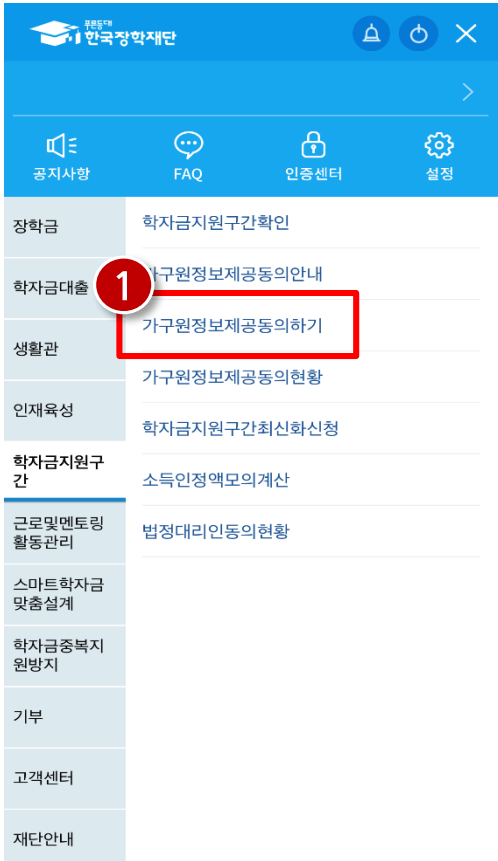 푸른등대
한국장학재단
공지사항
FAQ
인증센터
설정
장학금
학자금대출
생활관
인재육성
학자금지원구
간
근로및멘토링
활동관리
스마트학자금
맞춤설계
학자금중복지
원방지
기부
고객센터
재단안내
학자금지원구간확인
1
가구원정보제공동의안내
가구원정보제공동의하기
가구원정보제공동의현황
학자금지원구간최신화신청
소득인정액모의계산
법정대리인동의현황